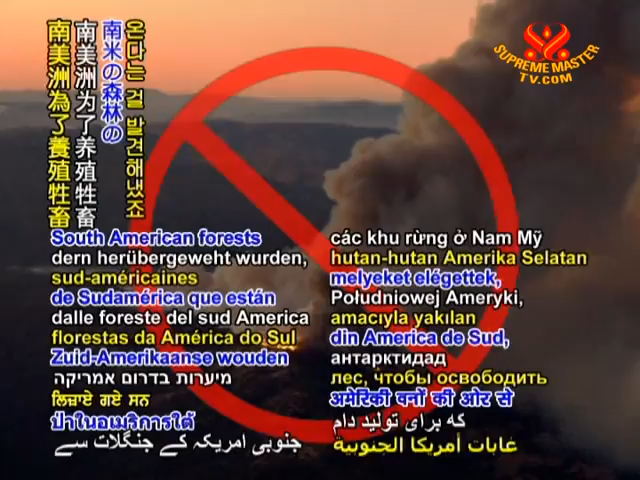 南美洲為了養殖牲畜
南美洲为了养殖牲畜
南米の森林の
온다는 걸 발견해냈죠
SUPREME MASTER
TV.COM
South American forests
dern herübergeweht wurden,
sud-américaines
de Sudamérica que están
dalle foreste del sud America
florestas da América do Sul
Zuid-Amerikaanse wouden
מיערות בדרום אמריקה
ਲਿਜਾਏ ਗਏ ਸਨ
ป่าในอเมริการใต้
جنوبی امریکہ کے جنگلات سے
các khu rừng ở Nam Mỹ
hutan-hutan Amerika Selatan
melyeket elégettek,
Południowej Ameryki,
amacıyla yakılan
din America de Sud,
антарктидад
лес, чтобы освободить
अमेरिकी वनों की ओर से
که برای تولید دام
غابات أمريكا الجنوبية